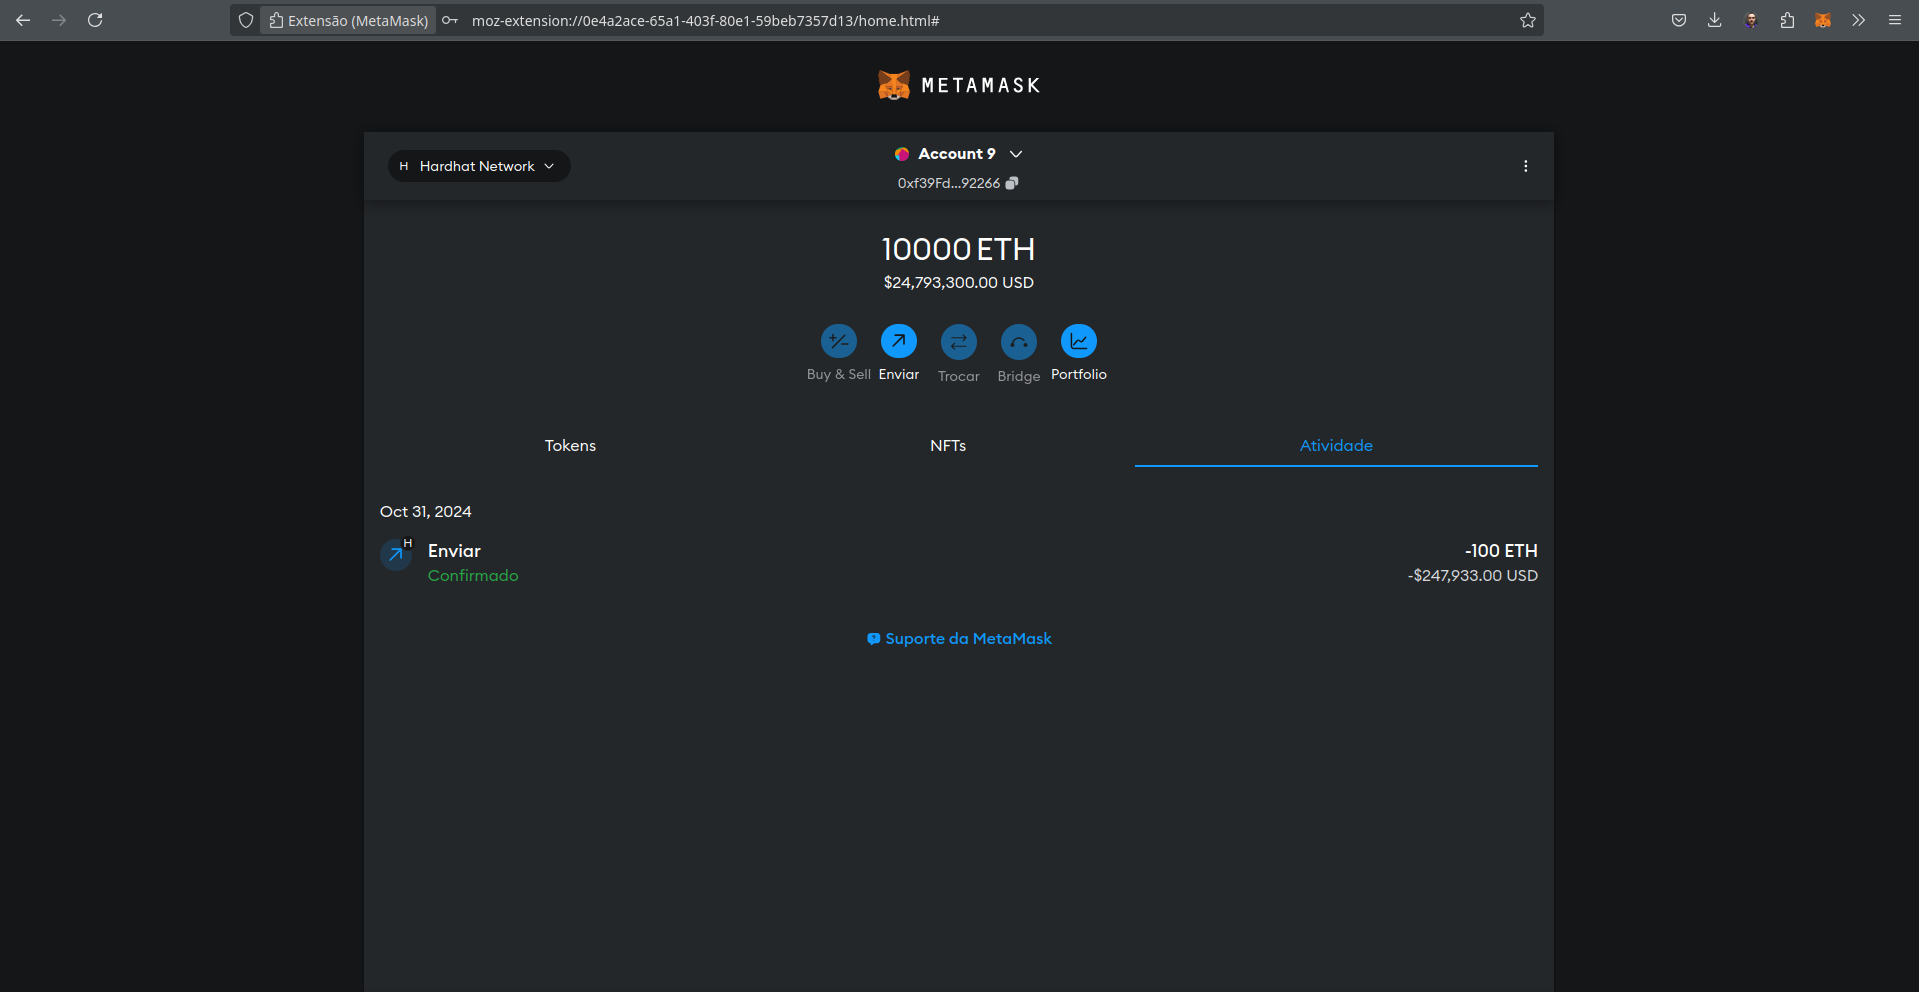 Extensão (MetaMask)
moz-extension://0e4a2ace-65a1-403f-80e1-59beb7357d13/home.html#
METAMASK
H Hardhat Network
Account 9
0xf39Fd...92266
10000 ETH
$24,793,300.00 USD
Buy & Sell
Enviar
Trocar
Bridge
Portfolio
Tokens
NFTs
Atividade
Oct 31, 2024
H
Enviar
-100 ETH
Confirmado
-$247,933.00 USD
Suporte da MetaMask